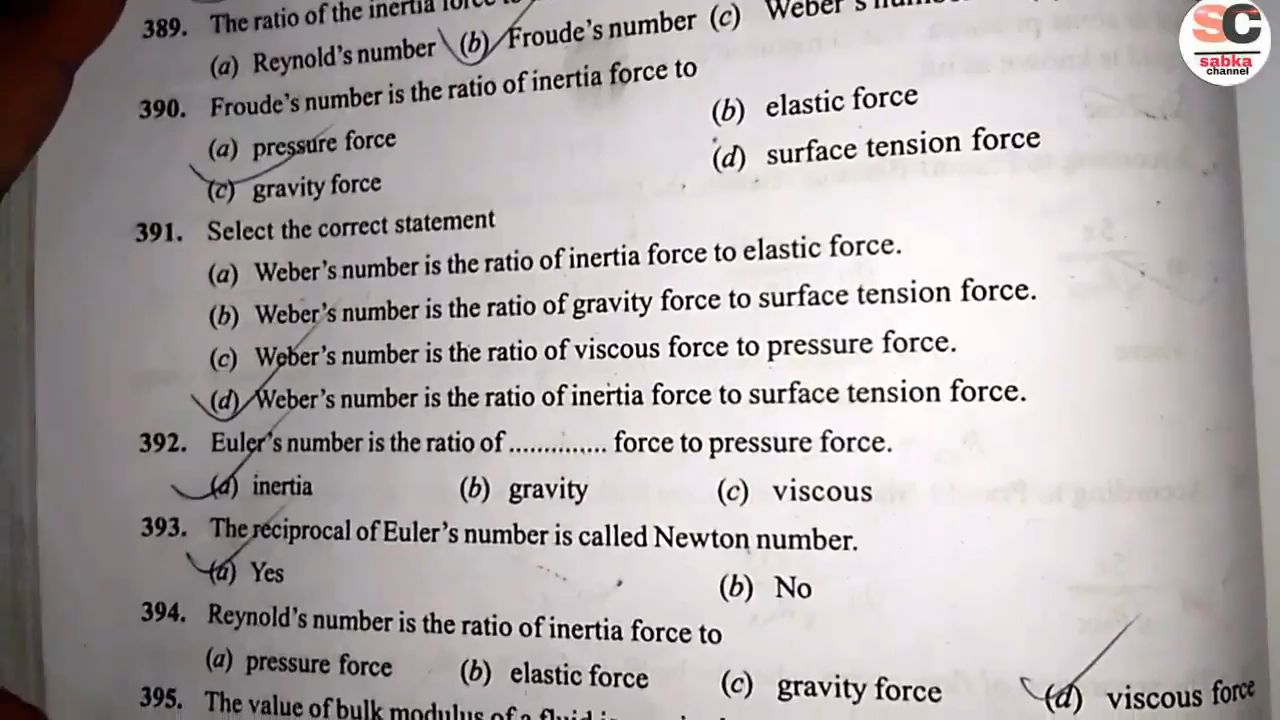 389. The ratio of the inertia force to
(a) Reynold's number (b) Froude's number (c) Weber's
390. Froude's number is the ratio of inertia force to
(a) pressure force (b) elastic force
(c) gravity force (d) surface tension force
391. Select the correct statement
(a) Weber's number is the ratio of inertia force to elastic force.
(b) Weber's number is the ratio of gravity force to surface tension force.
(c) Weber's number is the ratio of viscous force to pressure force.
(d) Weber's number is the ratio of inertia force to surface tension force.
392. Euler's number is the ratio of .............. force to pressure force.
(a) inertia (b) gravity (c) viscous
393. The reciprocal of Euler's number is called Newton number.
(a) Yes (b) No
394. Reynold's number is the ratio of inertia force to
(a) pressure force (b) elastic force (c) gravity force (d) viscous force
395. The value of bulk modulus of a fluid is
SC
sabka
channel